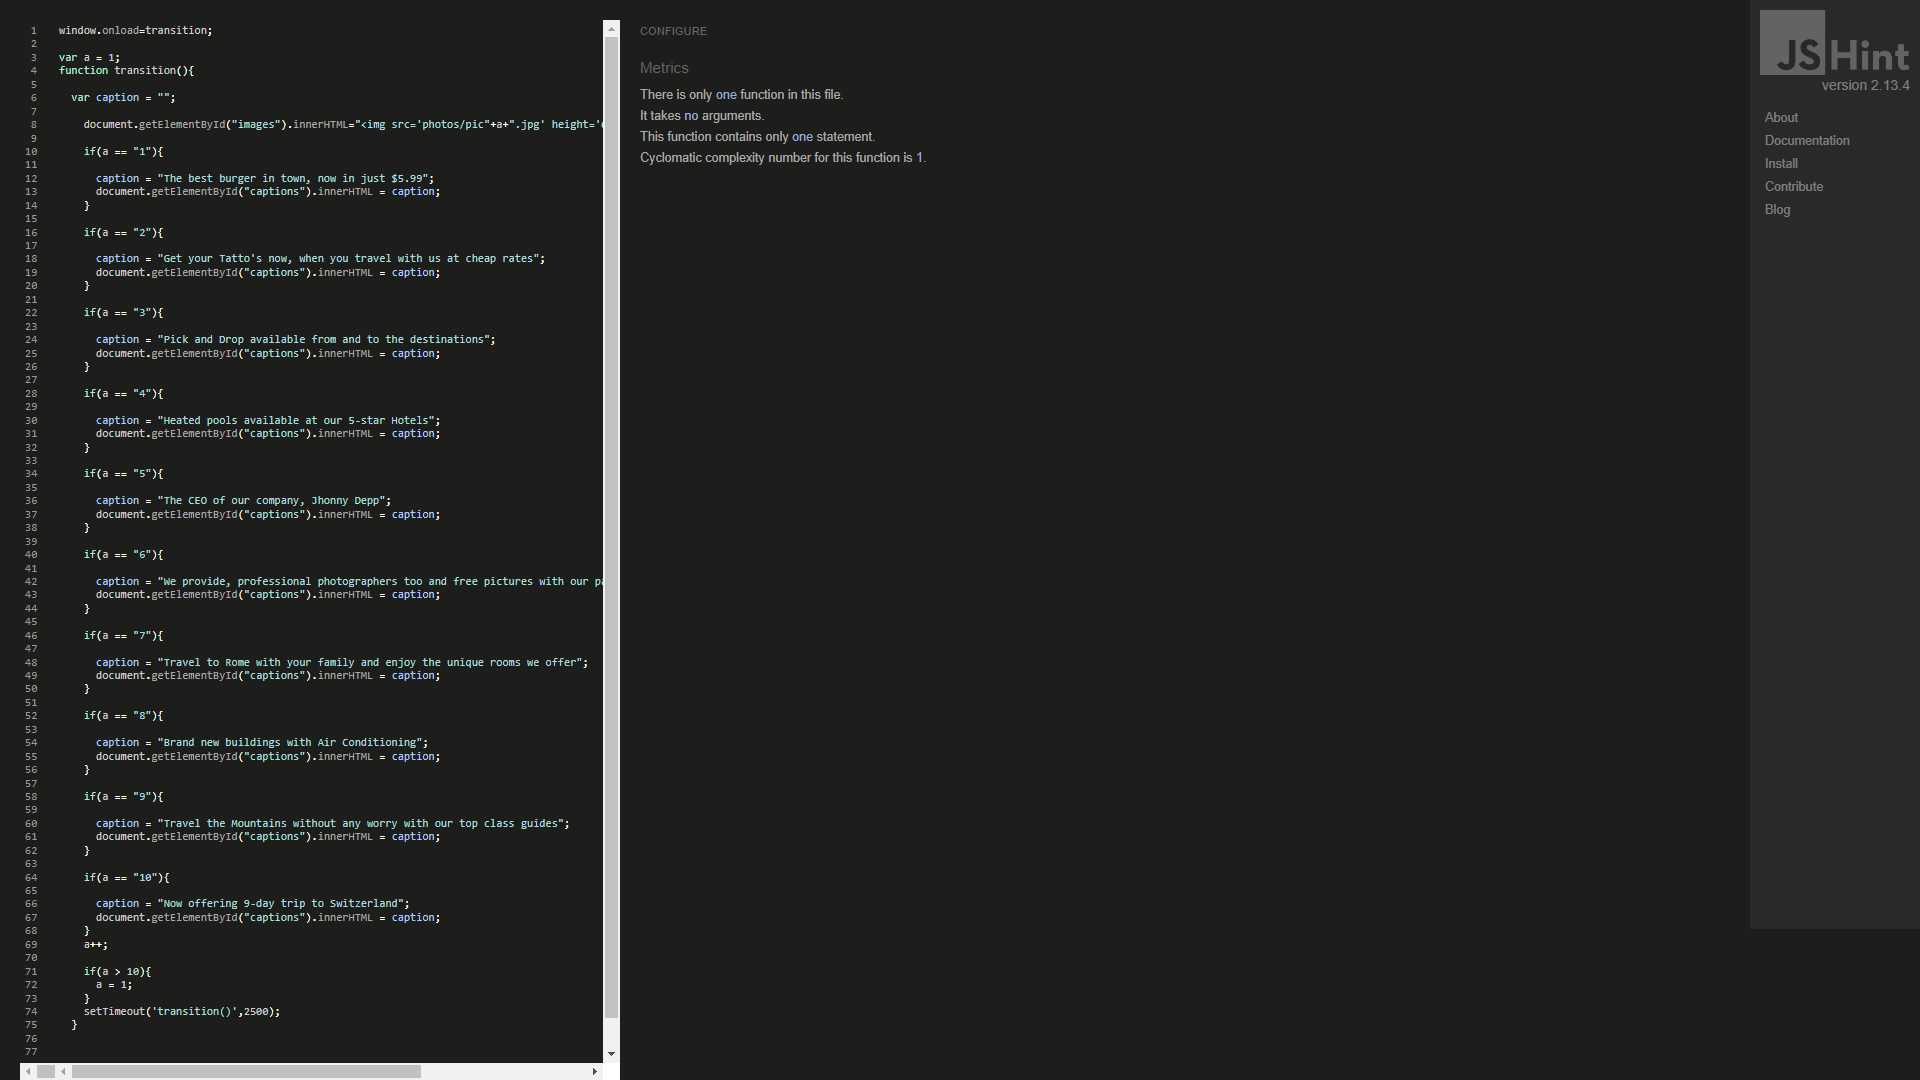 1 window.onload=transition;
2
3 var a = 1;
4 function transition(){
5
6 var caption = "";
7
8 document.getElementById("images").innerHTML="<img src='photos/pic"+a+".jpg' height='
9
10 if(a == "1"){
11
12 caption = "The best burger in town, now in just $5.99";
13 document.getElementById("captions").innerHTML = caption;
14 }
15
16 if(a == "2"){
17
18 caption = "Get your Tatto's now, when you travel with us at cheap rates";
19 document.getElementById("captions").innerHTML = caption;
20 }
21
22 if(a == "3"){
23
24 caption = "Pick and Drop available from and to the destinations";
25 document.getElementById("captions").innerHTML = caption;
26 }
27
28 if(a == "4"){
29
30 caption = "Heated pools available at our 5-star Hotels";
31 document.getElementById("captions").innerHTML = caption;
32 }
33
34 if(a == "5"){
35
36 caption = "The CEO of our company, Jhonny Depp";
37 document.getElementById("captions").innerHTML = caption;
38 }
39
40 if(a == "6"){
41
42 caption = "We provide, professional photographers too and free pictures with our
43 document.getElementById("captions").innerHTML = caption;
44 }
45
46 if(a == "7"){
47
48 caption = "Travel to Rome with your family and enjoy the unique rooms we offer";
49 document.getElementById("captions").innerHTML = caption;
50 }
51
52 if(a == "8"){
53
54 caption = "Brand new buildings with Air Conditioning";
55 document.getElementById("captions").innerHTML = caption;
56 }
57
58 if(a == "9"){
59
60 caption = "Travel the Mountains without any worry with our top class guides";
61 document.getElementById("captions").innerHTML = caption;
62 }
63
64 if(a == "10"){
65
66 caption = "Now offering 9-day trip to Switzerland";
67 document.getElementById("captions").innerHTML = caption;
68 }
69 a++;
70
71 if(a > 10){
72 a = 1;
73 }
74 setTimeout('transition()',2500);
75 }
76
77
CONFIGURE
Metrics
There is only one function in this file.
It takes no arguments.
This function contains only one statement.
Cyclomatic complexity number for this function is 1.
JSHint
version 2.13.4
About
Documentation
Install
Contribute
Blog